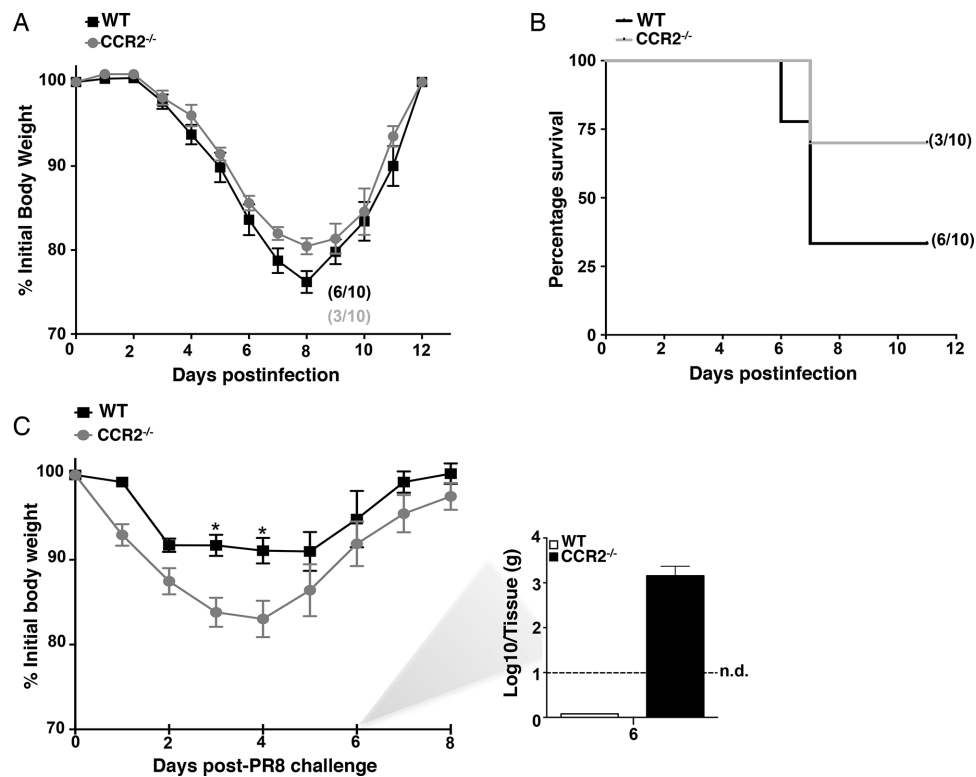 A
WT
CCR2-/-
% Initial Body Weight
100
90
80
70
(6/10)
(3/10)
0 2 4 6 8 10 12
Days postinfection
B
WT
CCR2-/-
Percentage survival
100
75
50
25
0
(3/10)
(6/10)
0 2 4 6 8 10 12
Days postinfection
C
WT
CCR2-/-
% Initial body weight
100
90
80
70
* *
0 2 4 6 8
Days post-PR8 challenge
WT
CCR2-/-
Log10/Tissue (g)
4
3
2
1
0
n.d.
6